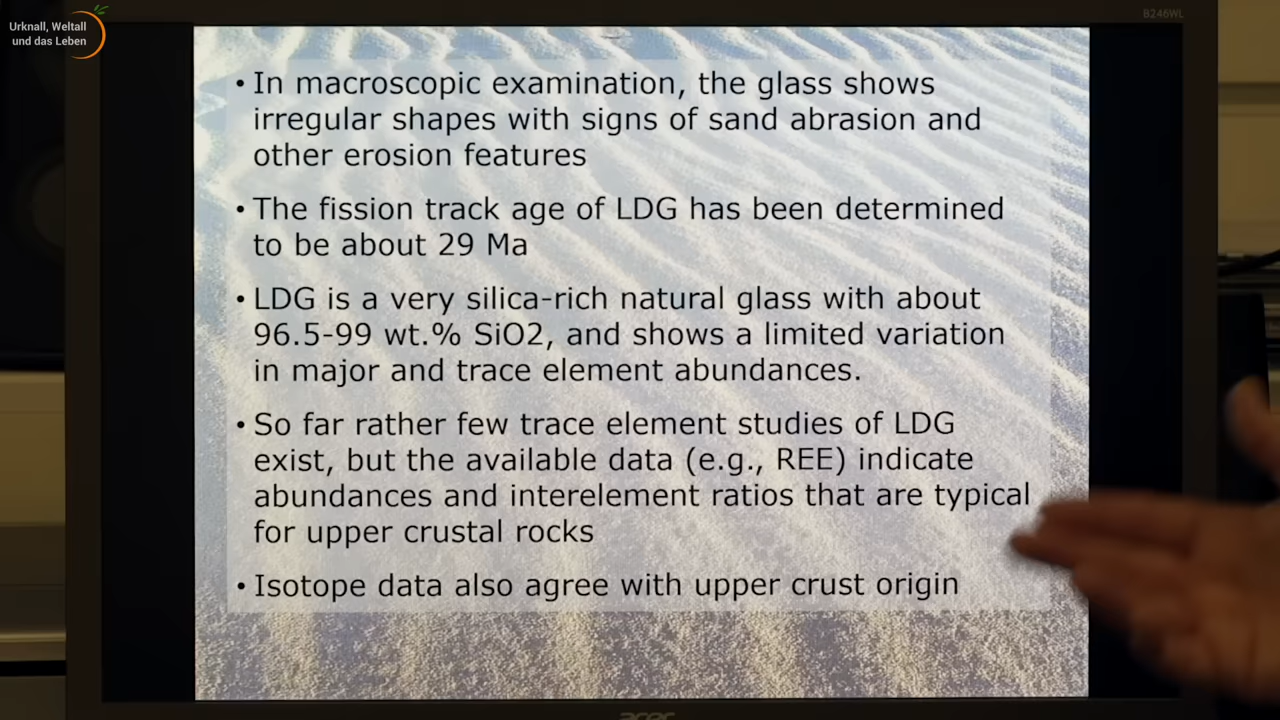 Urknall, Weltall
und das Leben
B246WL
• In macroscopic examination, the glass shows
irregular shapes with signs of sand abrasion and
other erosion features
• The fission track age of LDG has been determined
to be about 29 Ma
• LDG is a very silica-rich natural glass with about
96.5-99 wt.% SiO2, and shows a limited variation
in major and trace element abundances.
• So far rather few trace element studies of LDG
exist, but the available data (e.g., REE) indicate
abundances and interelement ratios that are typical
for upper crustal rocks
• Isotope data also agree with upper crust origin
acer